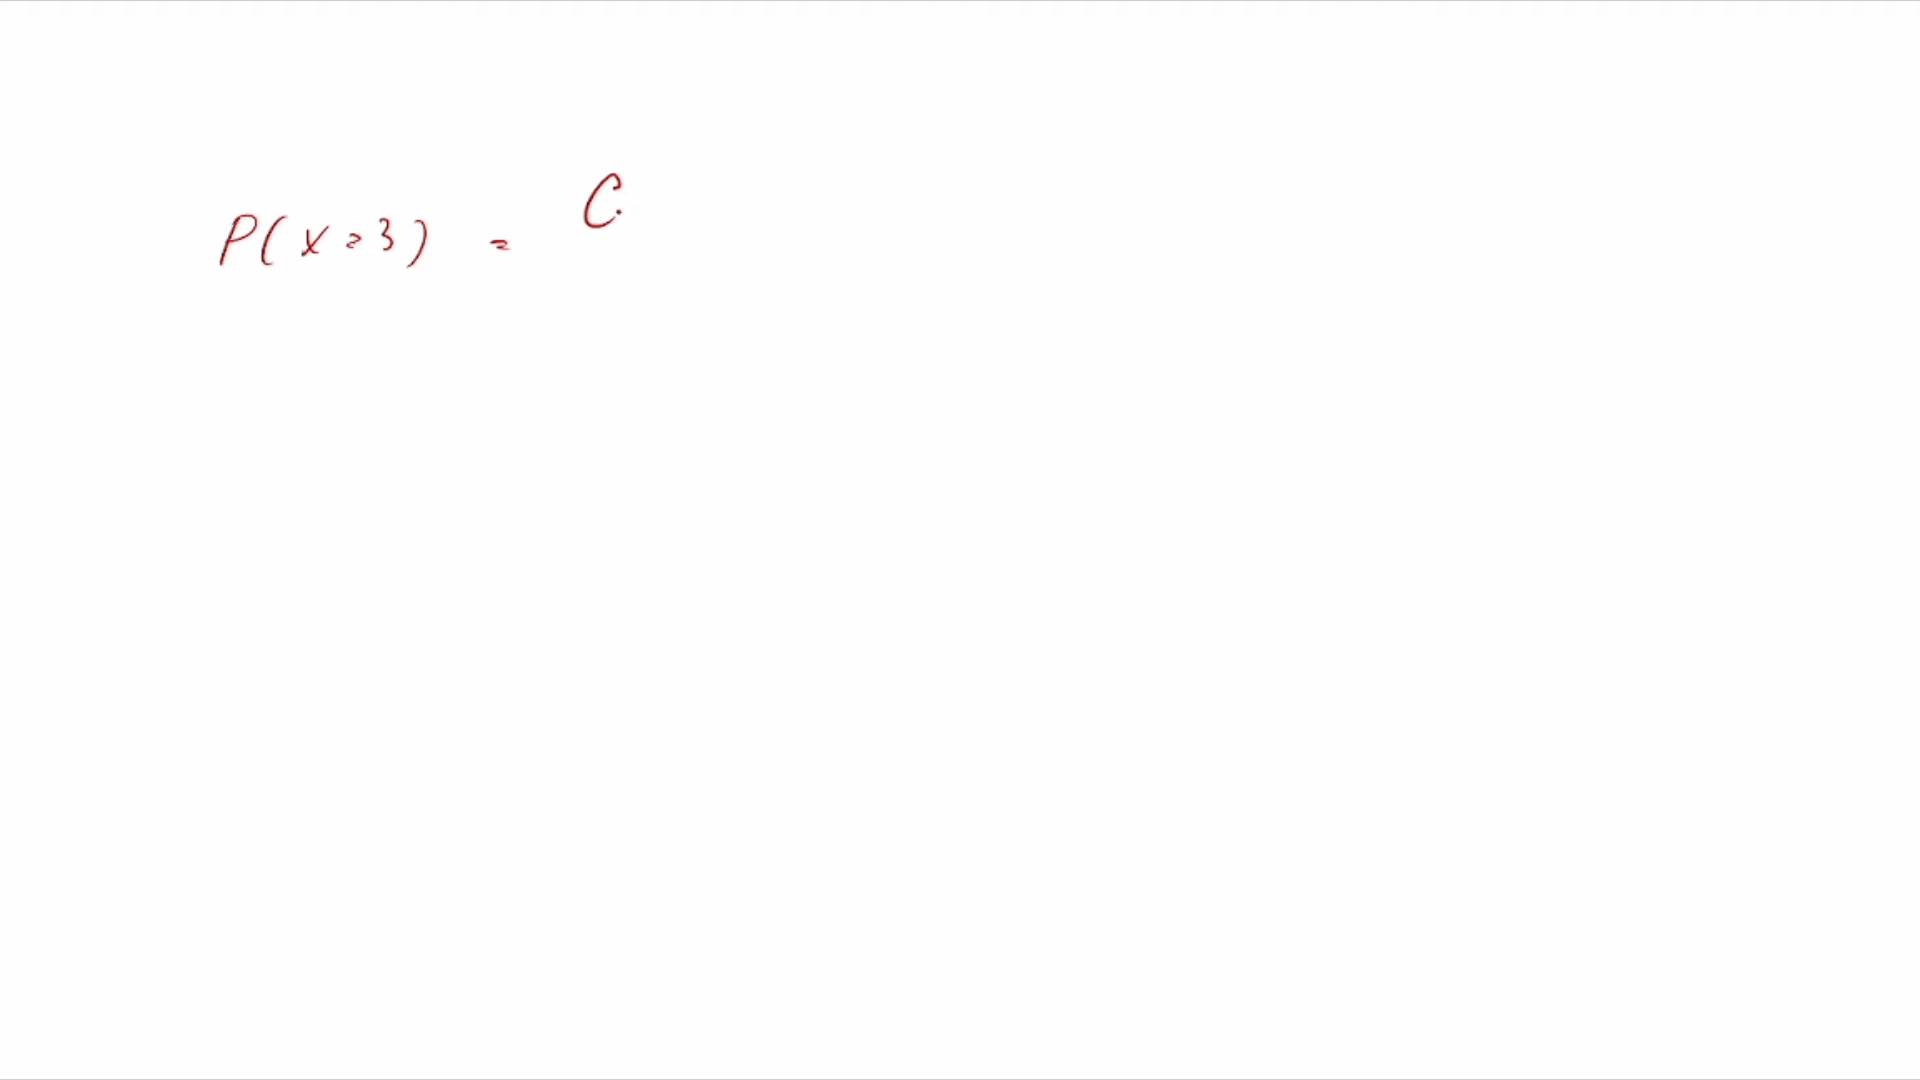 P(x=3) = C